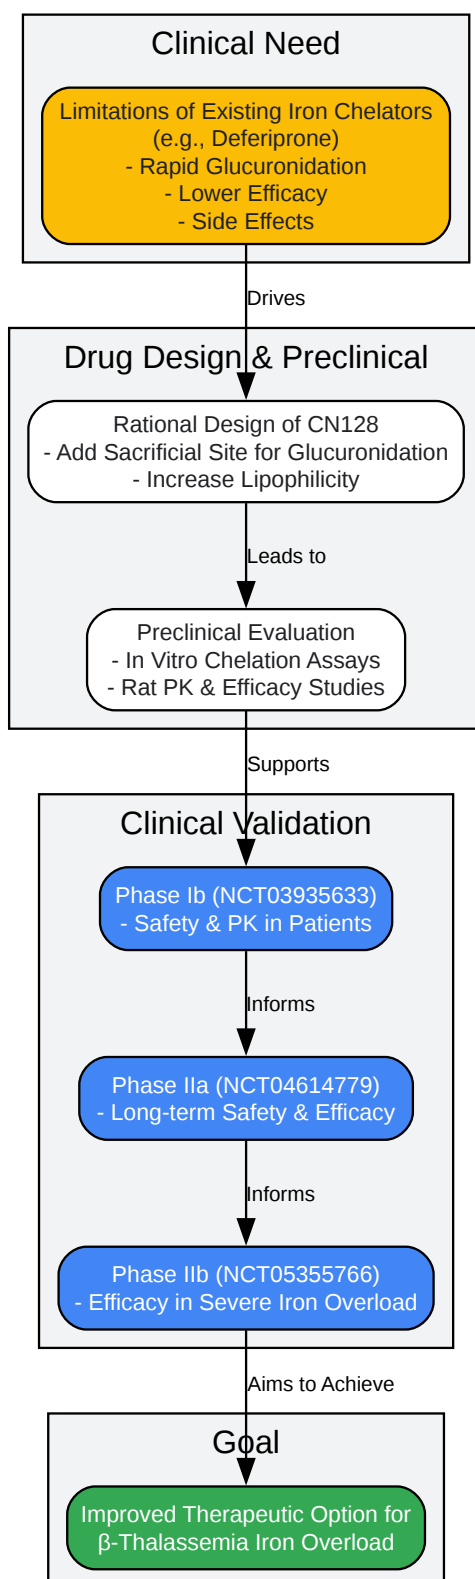 Clinical Need
Limitations of Existing Iron Chelators
(e.g., Deferiprone)
- Rapid Glucuronidation
- Lower Efficacy
- Side Effects
Drives
Drug Design & Preclinical
Rational Design of CN128
- Add Sacrificial Site for Glucuronidation
- Increase Lipophilicity
Leads to
Preclinical Evaluation
- In Vitro Chelation Assays
- Rat PK & Efficacy Studies
Supports
Clinical Validation
Phase Ib (NCT03935633)
- Safety & PK in Patients
Informs
Phase IIa (NCT04614779)
- Long-term Safety & Efficacy
Informs
Phase IIb (NCT05355766)
- Efficacy in Severe Iron Overload
Aims to Achieve
Goal
Improved Therapeutic Option for
β-Thalassemia Iron Overload